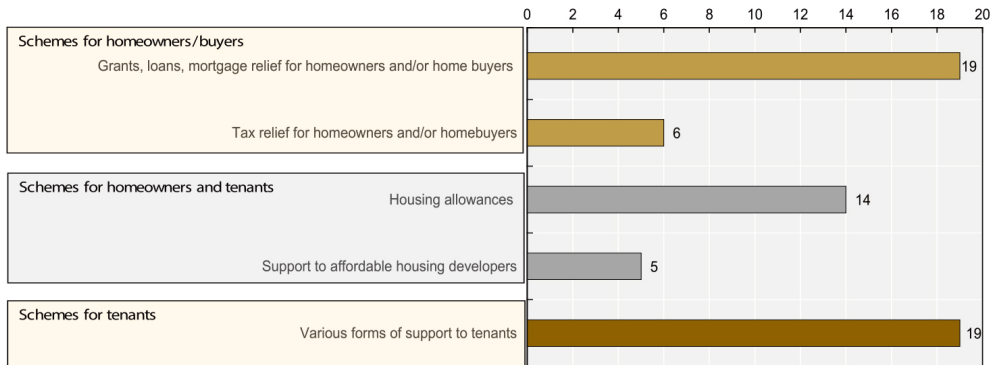 0 2 4 6 8 10 12 14 16 18 20
Schemes for homeowners/buyers
Grants, loans, mortgage relief for homeowners and/or home buyers 19
Tax relief for homeowners and/or homebuyers 6
Schemes for homeowners and tenants
Housing allowances 14
Support to affordable housing developers 5
Schemes for tenants
Various forms of support to tenants 19